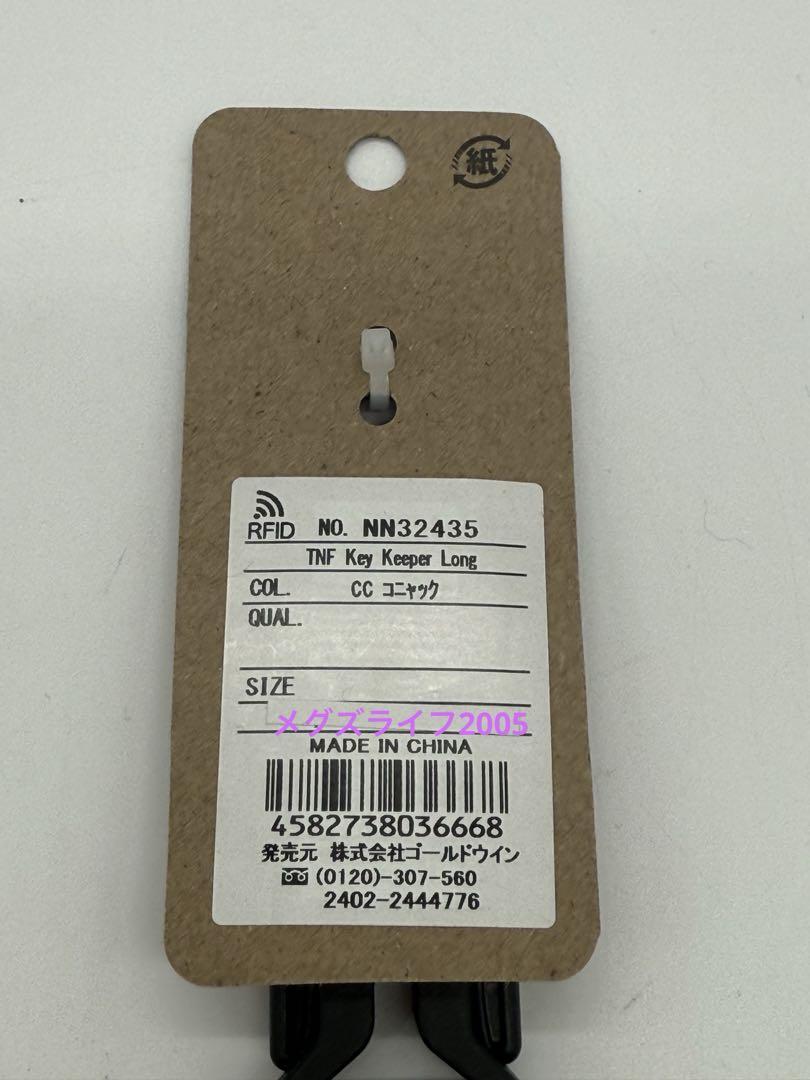 紙
RFID NO. NN32435
TNF Key Keeper Long
COL. CC コニャック
QUAL.
SIZE
メグズライフ2005
MADE IN CHINA
4582738036668
発売元 株式会社ゴールドウイン
(0120)-307-560
2402-2444776